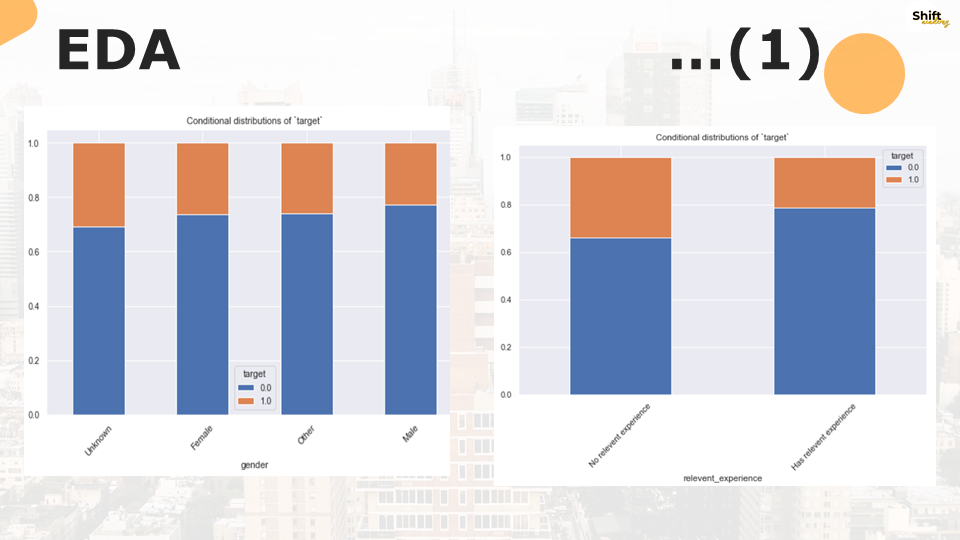 Shift
academy
EDA ...(1)
Conditional distributions of `target`
1.0
0.8
0.6
0.4
0.2
0.0
target
0.0
1.0
Unknown
Female
Other
Male
gender
Conditional distributions of `target`
target
0.0
1.0
1.0
0.8
0.6
0.4
0.2
0.0
No relevent experience
Has relevent experience
relevent_experience